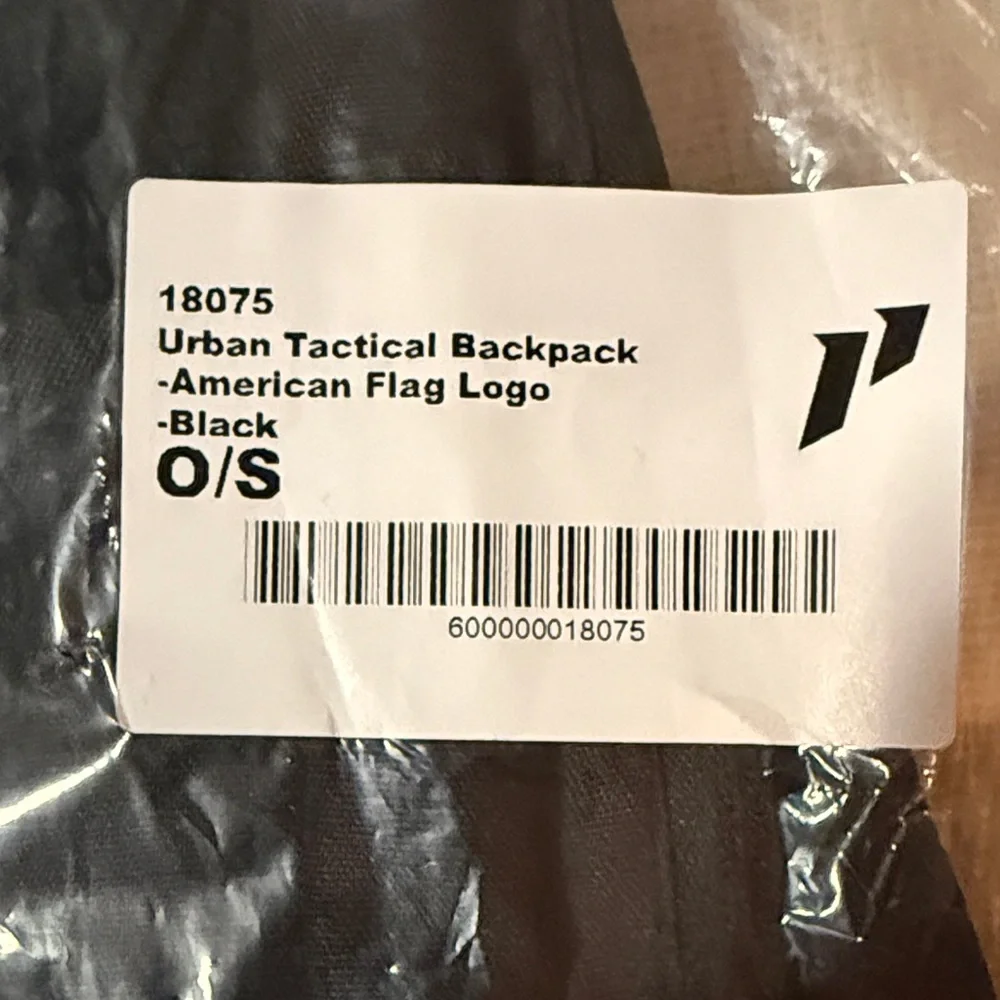 18075
Urban Tactical Backpack
-American Flag Logo
-Black
O/S
600000018075